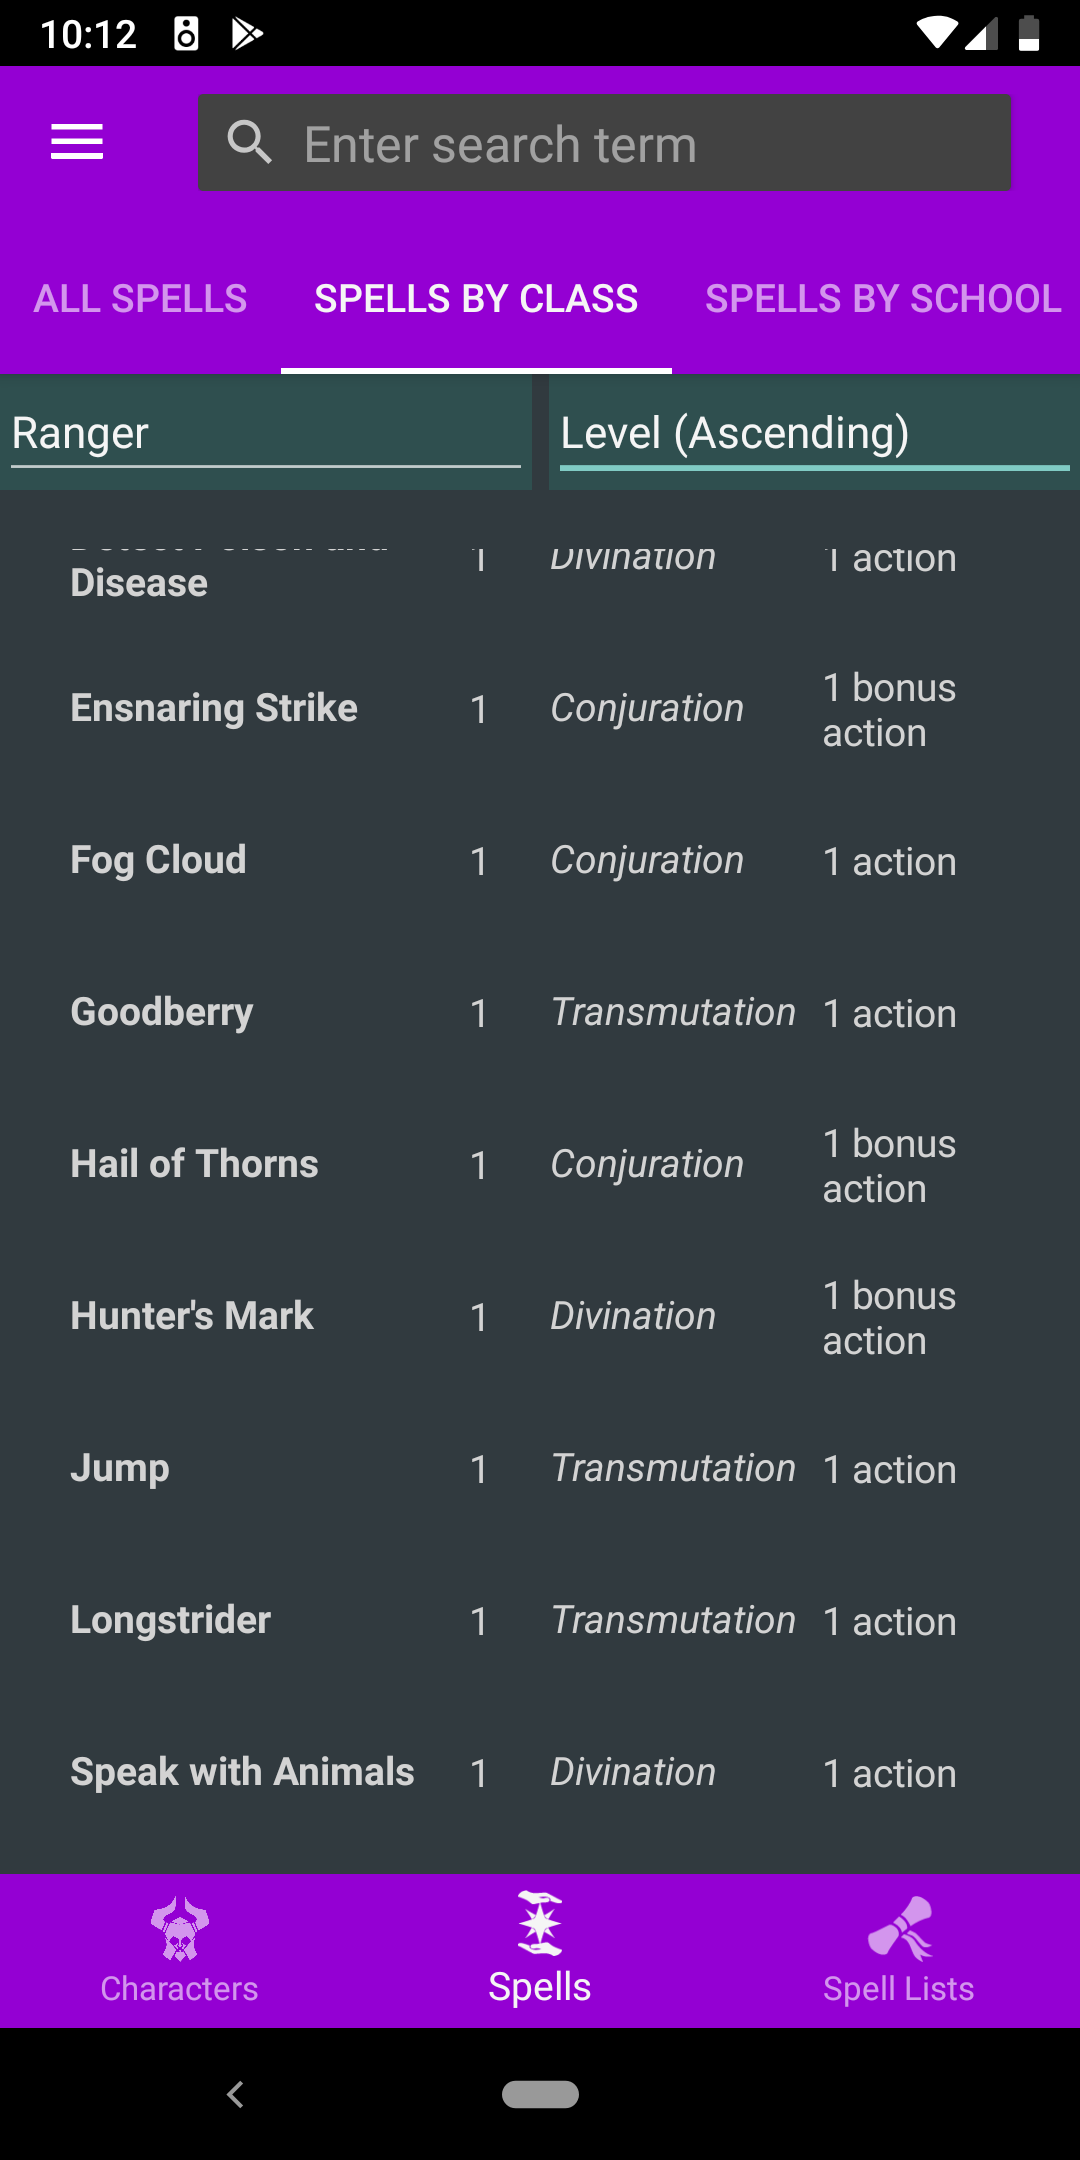 10:12
Enter search term
ALL SPELLS SPELLS BY CLASS SPELLS BY SCHOOL
Ranger Level (Ascending)
Detect Poison and
Disease 1 Divination 1 action
Ensnaring Strike 1 Conjuration 1 bonus
action
Fog Cloud 1 Conjuration 1 action
Goodberry 1 Transmutation 1 action
Hail of Thorns 1 Conjuration 1 bonus
action
Hunter's Mark 1 Divination 1 bonus
action
Jump 1 Transmutation 1 action
Longstrider 1 Transmutation 1 action
Speak with Animals 1 Divination 1 action
Characters Spells Spell Lists